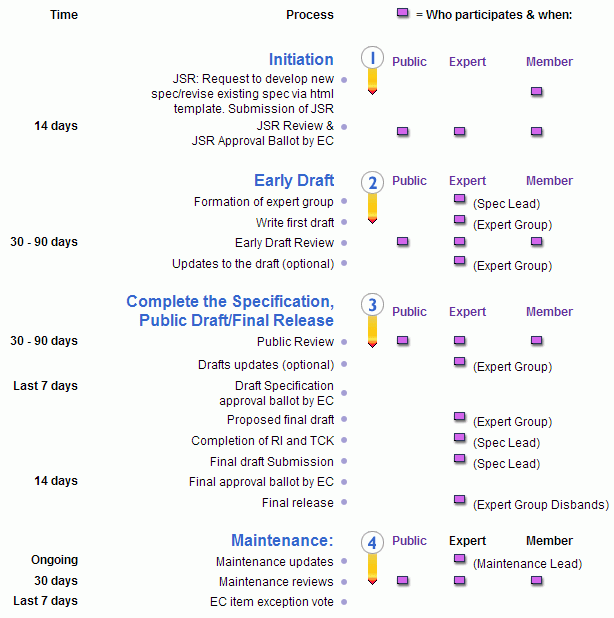 Time Process = Who participates & when:
Initiation 1 Public Expert Member
JSR: Request to develop new
spec/revise existing spec via html
template. Submission of JSR
14 days JSR Review &
JSR Approval Ballot by EC
Early Draft 2 Public Expert Member
Formation of expert group (Spec Lead)
Write first draft (Expert Group)
30 - 90 days Early Draft Review
Updates to the draft (optional) (Expert Group)
Complete the Specification,
Public Draft/Final Release 3 Public Expert Member
30 - 90 days Public Review
Drafts updates (optional) (Expert Group)
Last 7 days Draft Specification
approval ballot by EC
Proposed final draft (Expert Group)
Completion of RI and TCK (Spec Lead)
Final draft Submission (Spec Lead)
14 days Final approval ballot by EC
Final release (Expert Group Disbands)
Maintenance: 4 Public Expert Member
Ongoing Maintenance updates (Maintenance Lead)
30 days Maintenance reviews
Last 7 days EC item exception vote